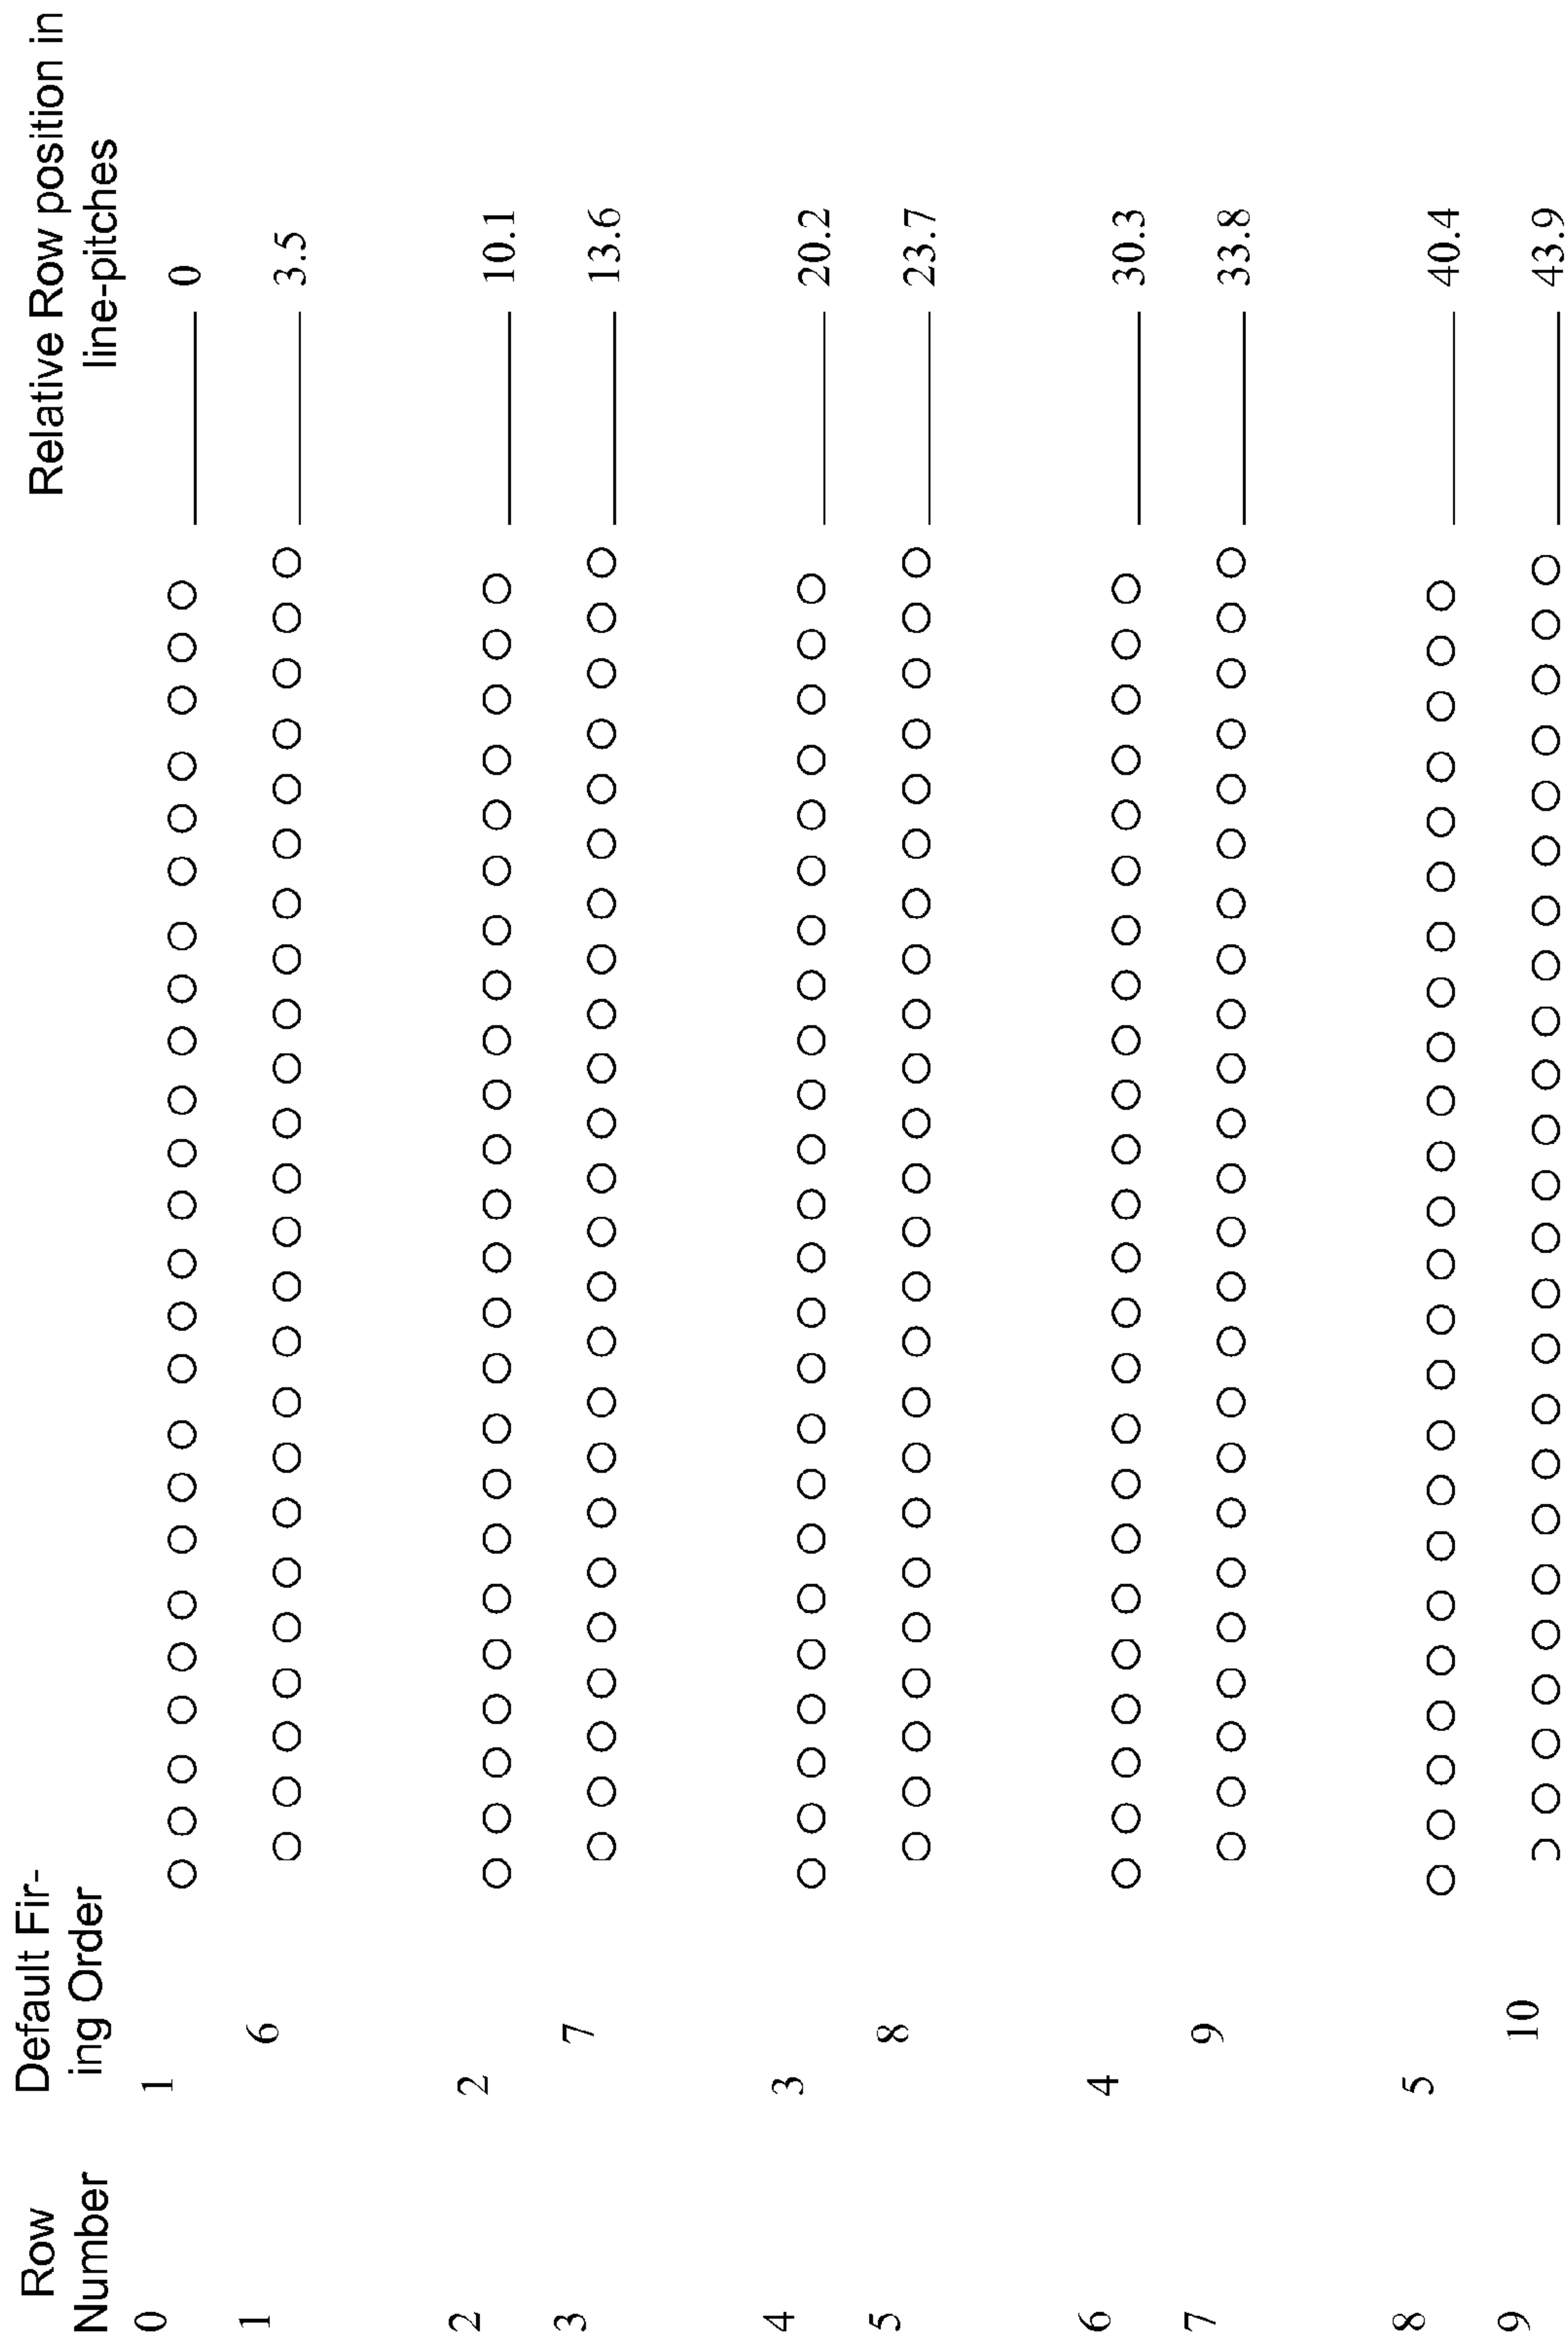 Row
Number
Default Fir-
ing Order
Relative Row position in
line-pitches
0 1 0
1 6 3.5
2 2 10.1
3 7 13.6
4 3 20.2
5 8 23.7
6 4 30.3
7 9 33.8
8 5 40.4
9 10 43.9